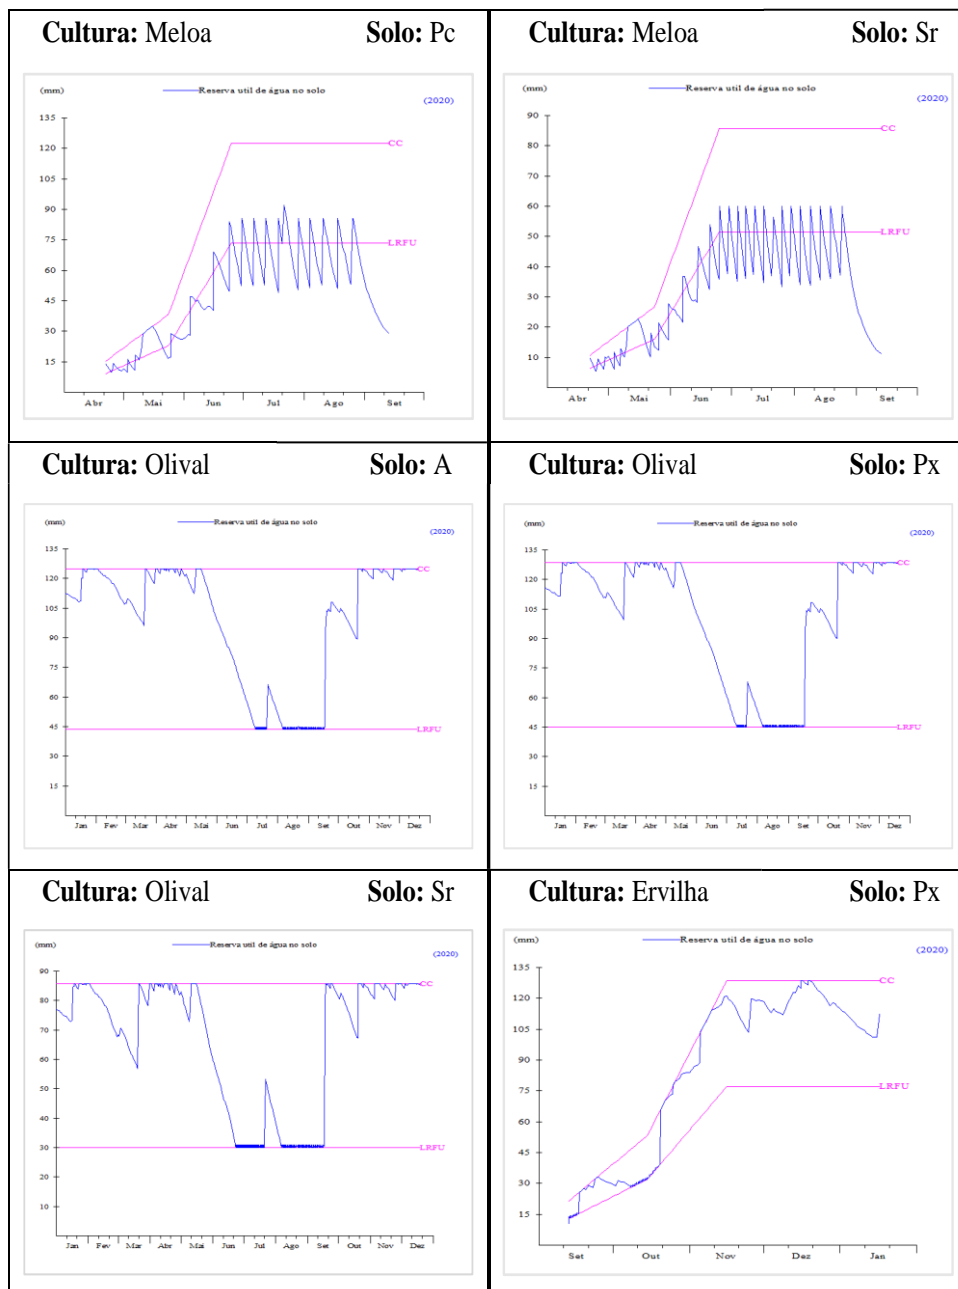 Cultura: Meloa Solo: Pc
(mm)
Reserva util de água no solo
(2020)
135
120
105
90
75
60
45
30
15
CC
LRFU
Abr Mai Jun Jul Ago Set
Cultura: Meloa Solo: Sr
(mm)
Reserva util de água no solo
(2020)
90
80
70
60
50
40
30
20
10
CC
LRFU
Abr Mai Jun Jul Ago Set
Cultura: Olival Solo: A
(mm)
Reserva util de água no solo
(2020)
135
120
105
90
75
60
45
30
15
CC
LRFU
Jan Fev Mar Abr Mai Jun Jul Ago Set Out Nov Dez
Cultura: Olival Solo: Px
(mm)
Reserva util de água no solo
(2020)
135
120
105
90
75
60
45
30
15
CC
LRFU
Jan Fev Mar Abr Mai Jun Jul Ago Set Out Nov Dez
Cultura: Olival Solo: Sr
(mm)
Reserva util de água no solo
(2020)
90
80
70
60
50
40
30
20
10
CC
LRFU
Jan Fev Mar Abr Mai Jun Jul Ago Set Out Nov Dez
Cultura: Ervilha Solo: Px
(mm)
Reserva util de água no solo
(2020)
135
120
105
90
75
60
45
30
15
CC
LRFU
Set Out Nov Dez Jan